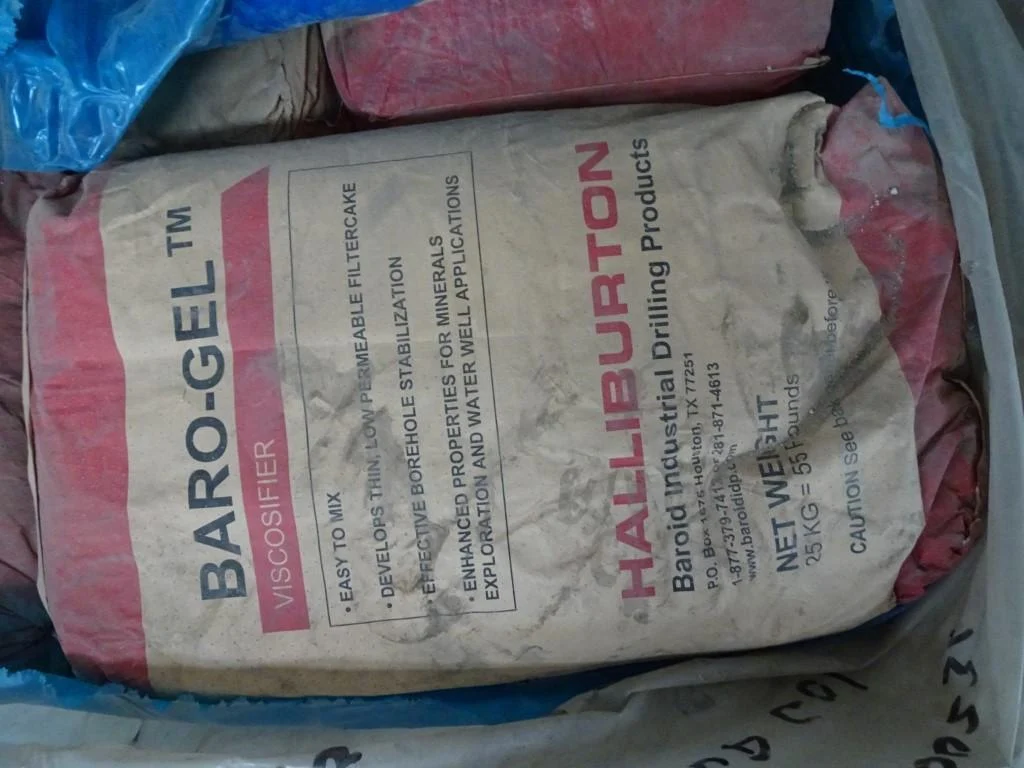 BARO-GEL™
VISCOSIFIER
• EASY TO MIX
• DEVELOPS THIN, LOW PERMEABLE FILTERCAKE
• EFFECTIVE BOREHOLE STABILIZATION
• ENHANCED PROPERTIES FOR MINERALS
EXPLORATION AND WATER WELL APPLICATIONS
HALLIBURTON
Baroid Industrial Drilling Products
P.O. Box 1675 Houston, TX 77251
1-877-379-7412 or 281-871-4613
www.baroididp.com
NET WEIGHT
25 KG = 55 Pounds
CAUTION see before